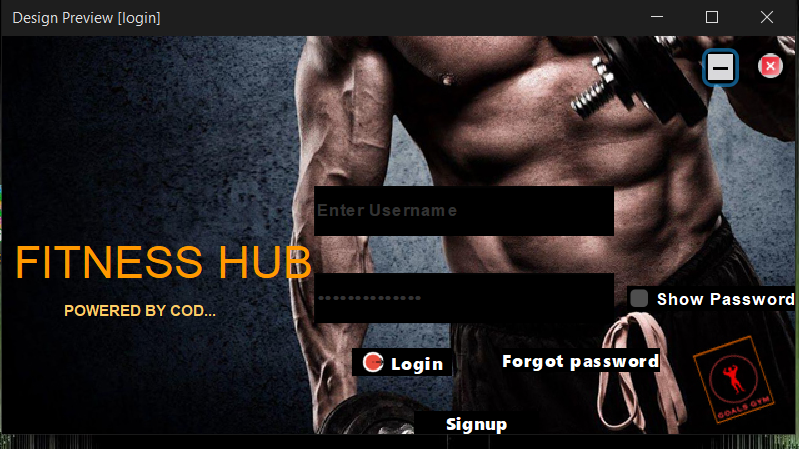 Design Preview [login]
Enter Username
FITNESS HUB
Show Password
POWERED BY COD...
Login
Forgot password
GOALS GYM
Signup